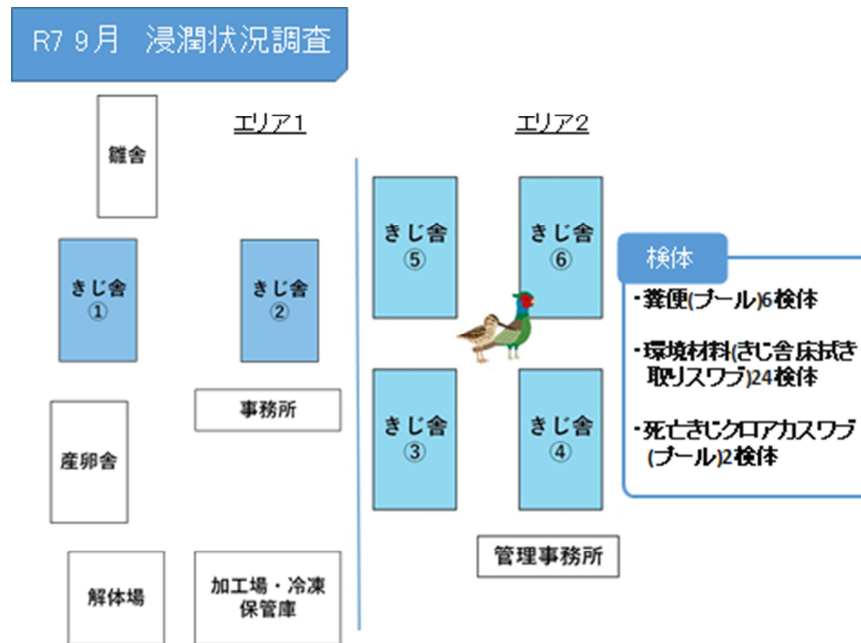 R7 9月　浸潤状況調査
エリア1
エリア2
雛舎
きじ舎
①
きじ舎
②
きじ舎
⑤
きじ舎
⑥
検体
・糞便(プール)6検体
・環境材料(きじ舎床拭き
取りスワブ)24検体
・死亡きじクロアカスワブ
(プール)2検体
事務所
きじ舎
③
きじ舎
④
産卵舎
管理事務所
解体場
加工場・冷凍
保管庫